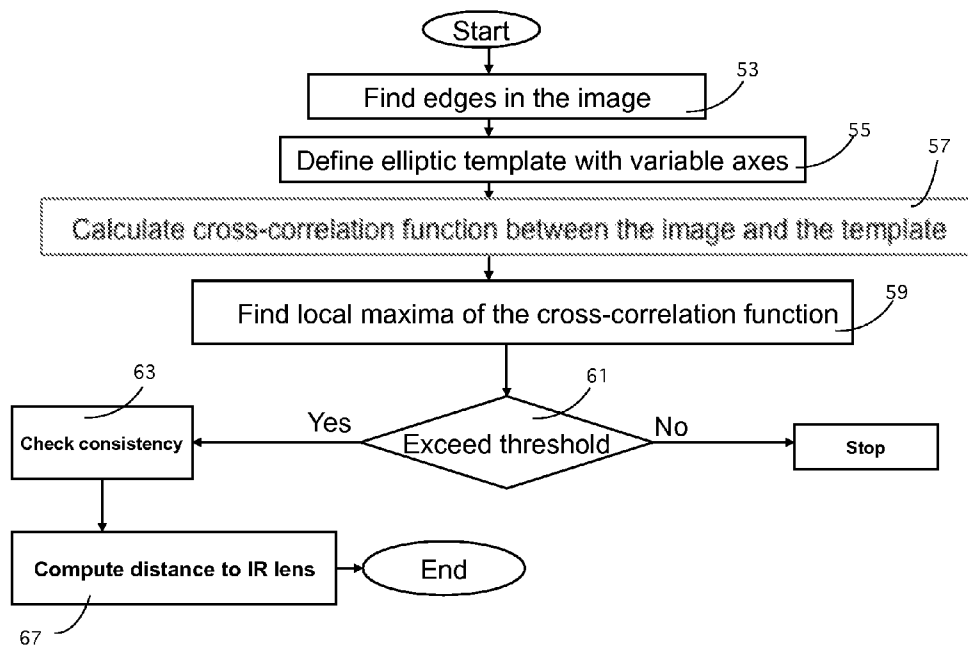 Start
53
Find edges in the image
55
Define elliptic template with variable axes
57
Calculate cross-correlation function between the image and the template
59
Find local maxima of the cross-correlation function
61
63
Yes
No
Check consistency
Exceed threshold
Stop
Compute distance to IR lens
End
67